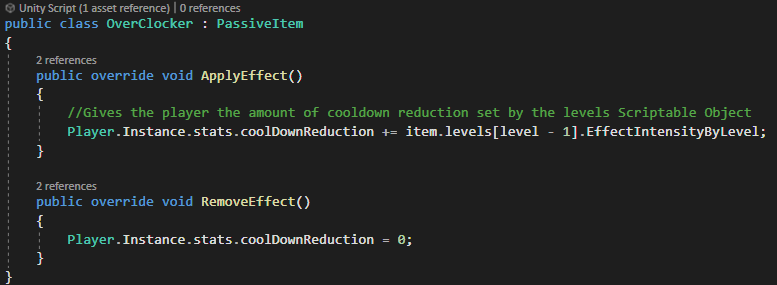 Unity Script (1 asset reference) | 0 references
public class OverClocker : PassiveItem
{
2 references
public override void ApplyEffect()
{
//Gives the player the amount of cooldown reduction set by the levels Scriptable Object
Player.Instance.stats.coolDownReduction += item.levels[level - 1].EffectIntensityByLevel;
}
2 references
public override void RemoveEffect()
{
Player.Instance.stats.coolDownReduction = 0;
}
}